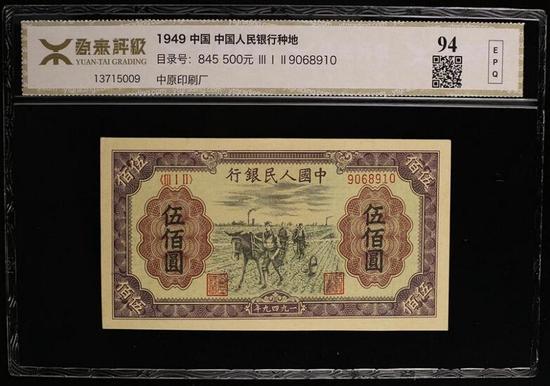 源泰評級
YUAN-TAI GRADING
13715009
1949 中国 中国人民银行种地
目录号: 845 500元 III I II 9068910
中原印刷厂
94
EPQ
伍佰
伍佰
行銀民人國中
〈III I II〉
9068910
伍佰圓
伍佰圓
伍佰
伍佰
年九四九一